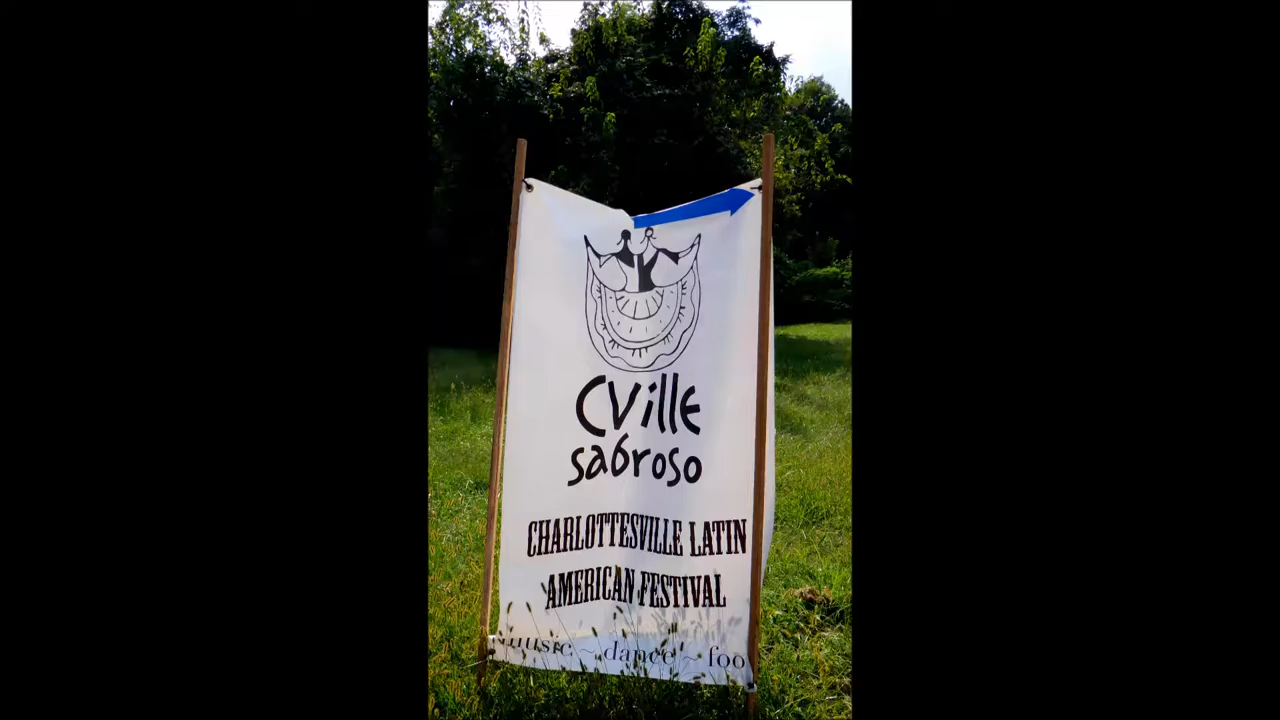 Cville
sabroso
CHARLOTTESVILLE LATIN
AMERICAN FESTIVAL
music ~ dance ~ foo